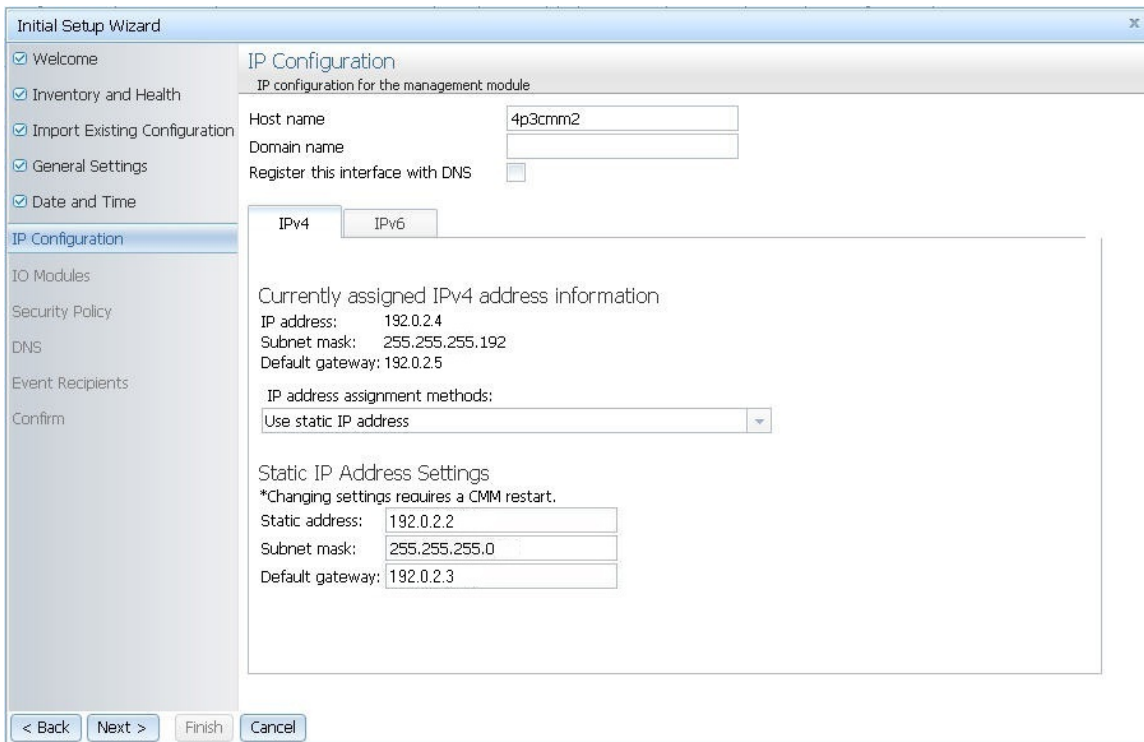 Initial Setup Wizard
x
Welcome
Inventory and Health
Import Existing Configuration
General Settings
Date and Time
IP Configuration
IO Modules
Security Policy
DNS
Event Recipients
Confirm
IP Configuration
IP configuration for the management module
Host name 4p3cmm2
Domain name
Register this interface with DNS
IPv4 IPv6
Currently assigned IPv4 address information
IP address: 192.0.2.4
Subnet mask: 255.255.255.192
Default gateway: 192.0.2.5
IP address assignment methods:
Use static IP address
Static IP Address Settings
*Changing settings requires a CMM restart.
Static address: 192.0.2.2
Subnet mask: 255.255.255.0
Default gateway: 192.0.2.3
< Back Next > Finish Cancel